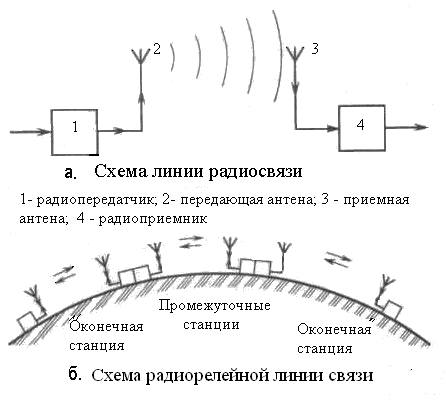 2
3
1
4
а. Схема линии радиосвязи
1- радиопередатчик; 2- передающая антена; 3 - приемная
антена; 4 - радиоприемник
Промежуточные
станции
Оконечная
станция
Оконечная
станция
б. Схема радиорелейной линии связи